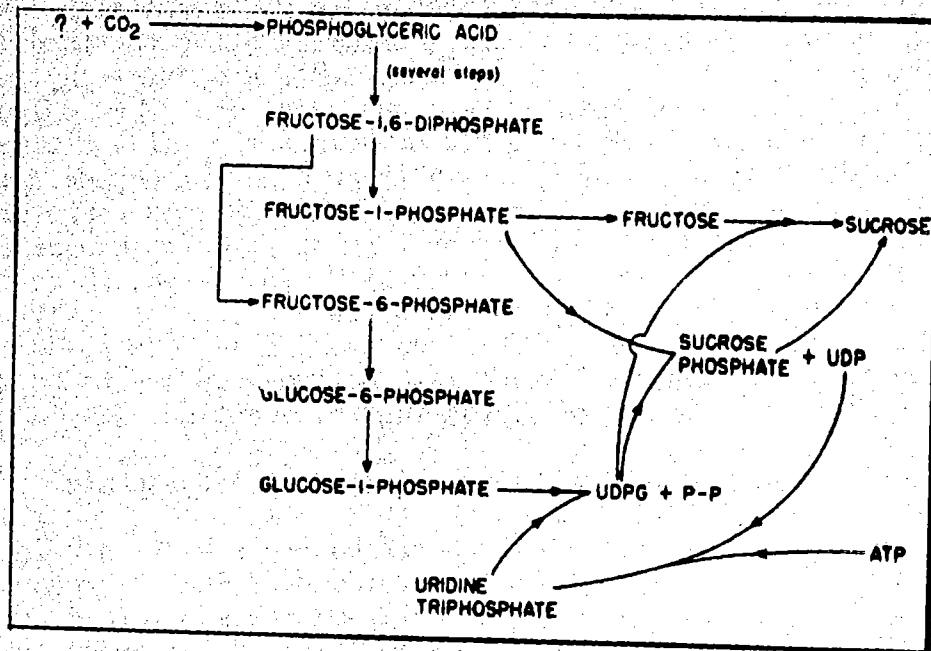 ? + CO2 PHOSPHOGLYCERIC ACID
(several steps)
FRUCTOSE-1,6-DIPHOSPHATE
FRUCTOSE-1-PHOSPHATE FRUCTOSE SUCROSE
FRUCTOSE-6-PHOSPHATE
SUCROSE
PHOSPHATE + UDP
GLUCOSE-6-PHOSPHATE
GLUCOSE-1-PHOSPHATE UDPG + P-P
ATP
URIDINE
TRIPHOSPHATE